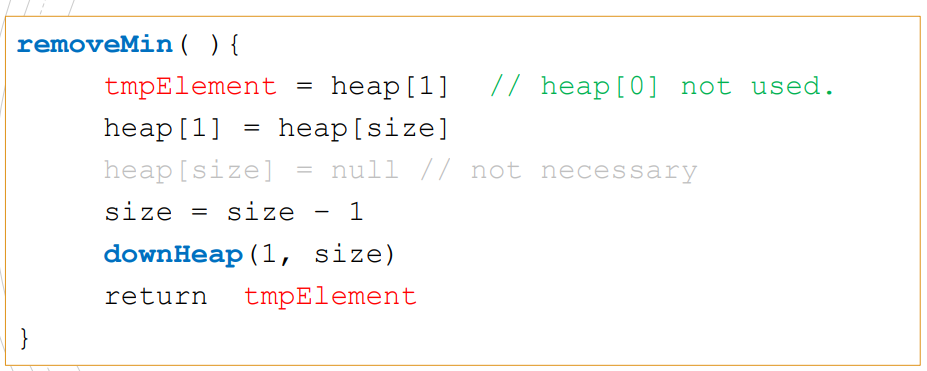 removeMin( ){
tmpElement = heap[1] // heap[0] not used.
heap[1] = heap[size]
heap[size] = null // not necessary
size = size – 1
downHeap(1, size)
return tmpElement
}